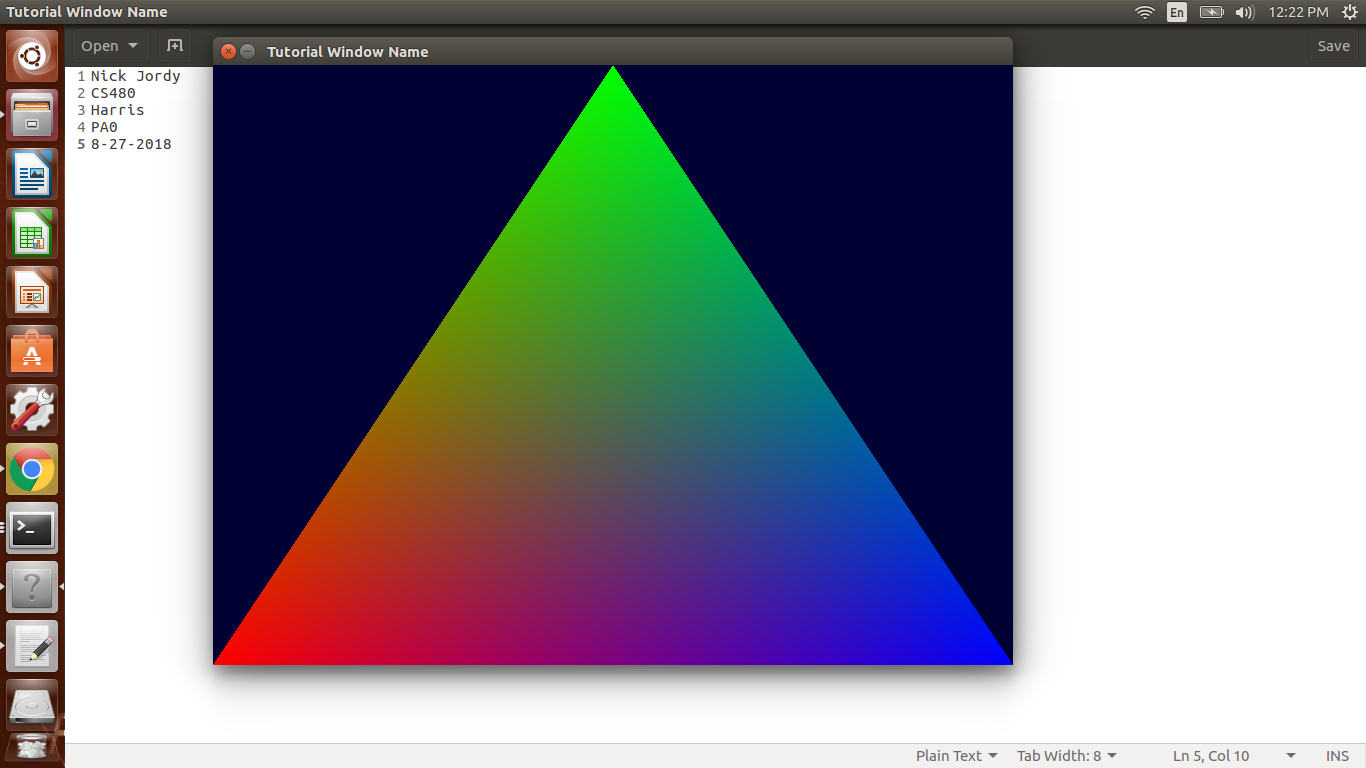 Tutorial Window Name
En
12:22 PM
Open
Save
Tutorial Window Name
1 Nick Jordy
2 CS480
3 Harris
4 PA0
5 8-27-2018
Plain Text
Tab Width: 8
Ln 5, Col 10
INS